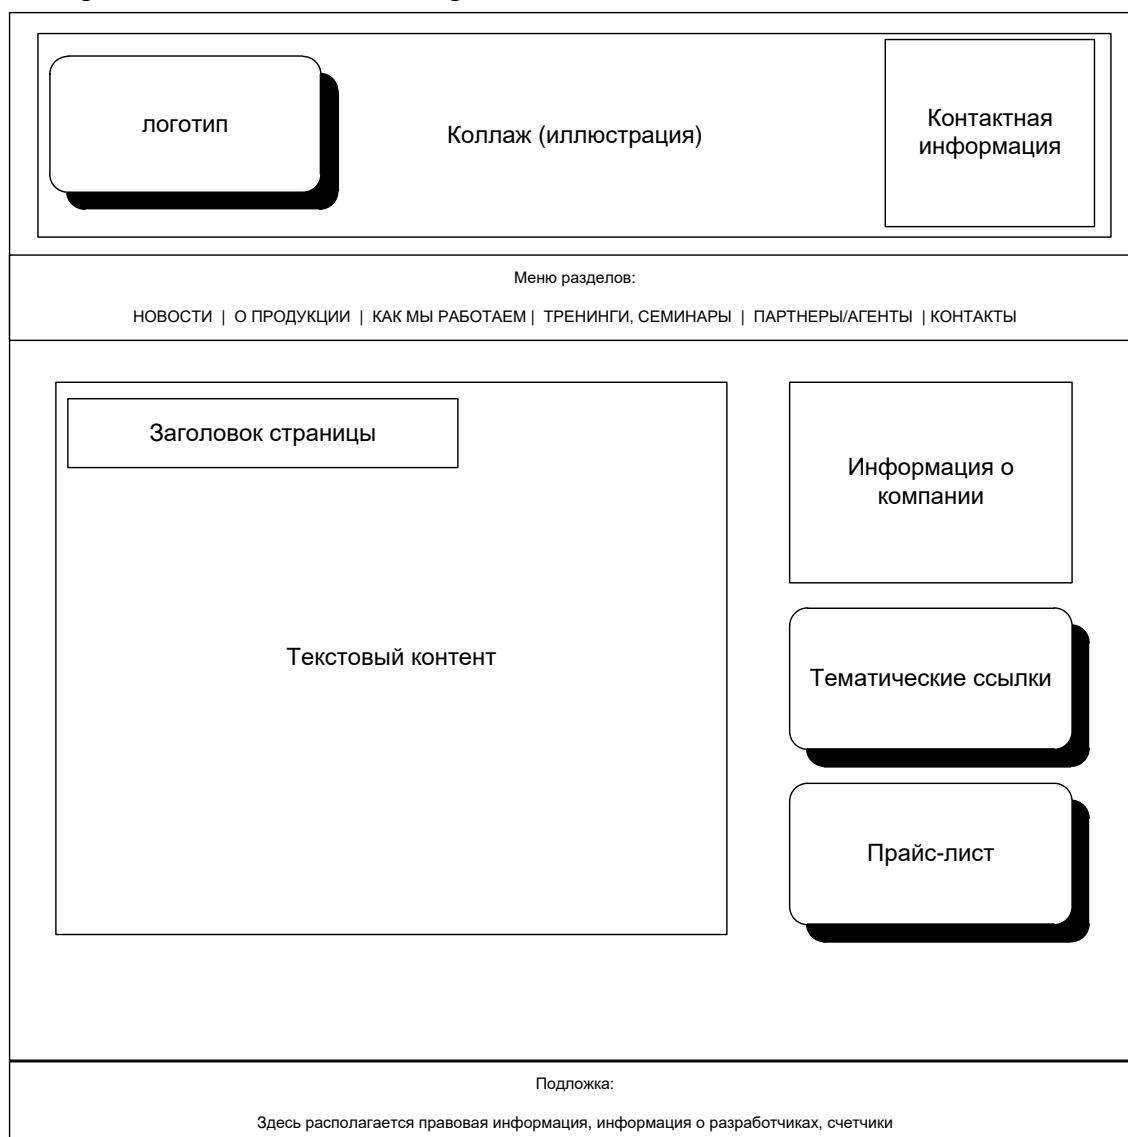 логотип
Коллаж (иллюстрация)
Контактная
информация
Меню разделов:
НОВОСТИ | О ПРОДУКЦИИ | КАК МЫ РАБОТАЕМ | ТРЕНИНГИ, СЕМИНАРЫ | ПАРТНЕРЫ/АГЕНТЫ | КОНТАКТЫ
Заголовок страницы
Текстовый контент
Информация о
компании
Тематические ссылки
Прайс-лист
Подложка:
Здесь располагается правовая информация, информация о разработчиках, счетчики